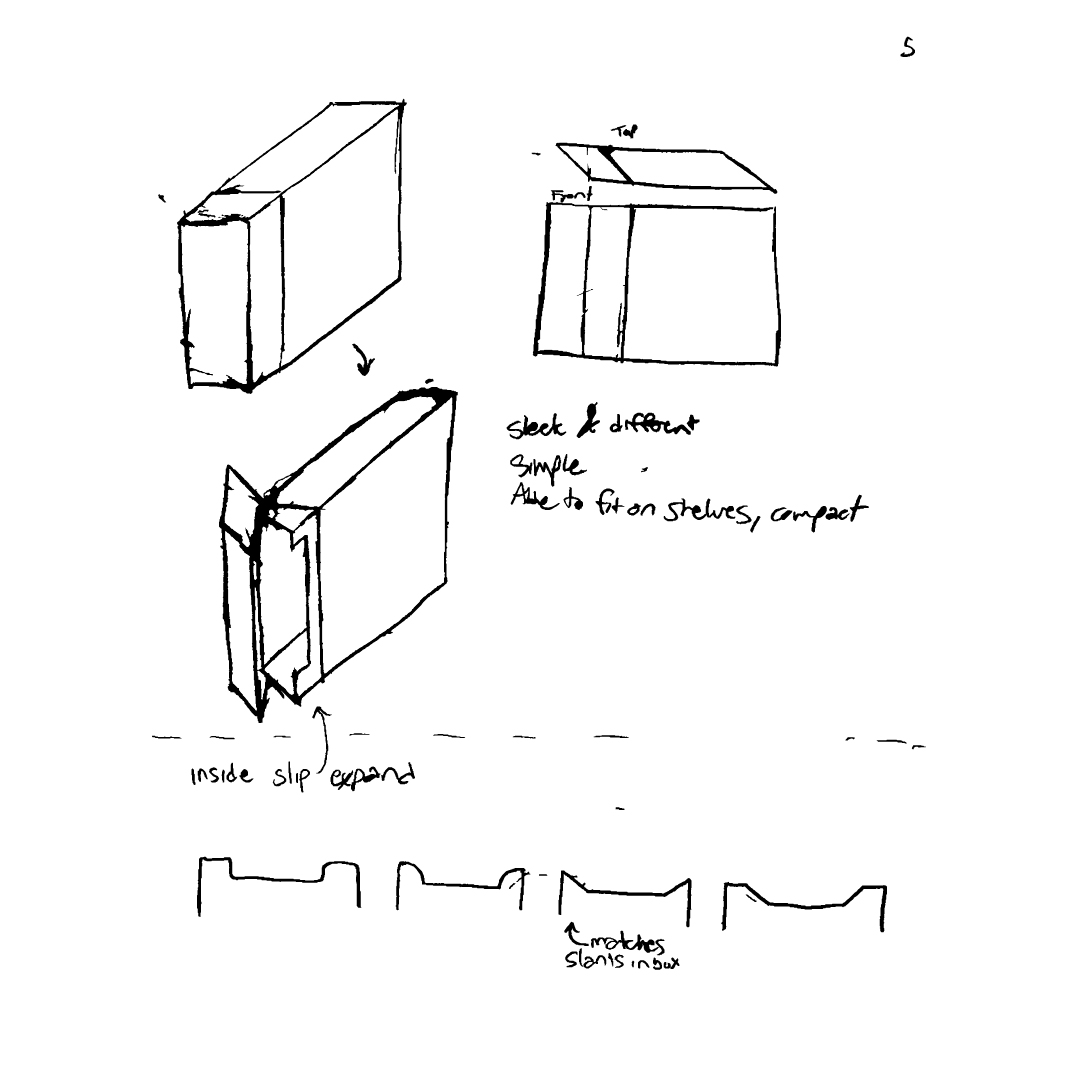 5
Top
Front
Sleek & different
Simple
Able to fit on shelves, compact
inside slip expand
matches
slants in box